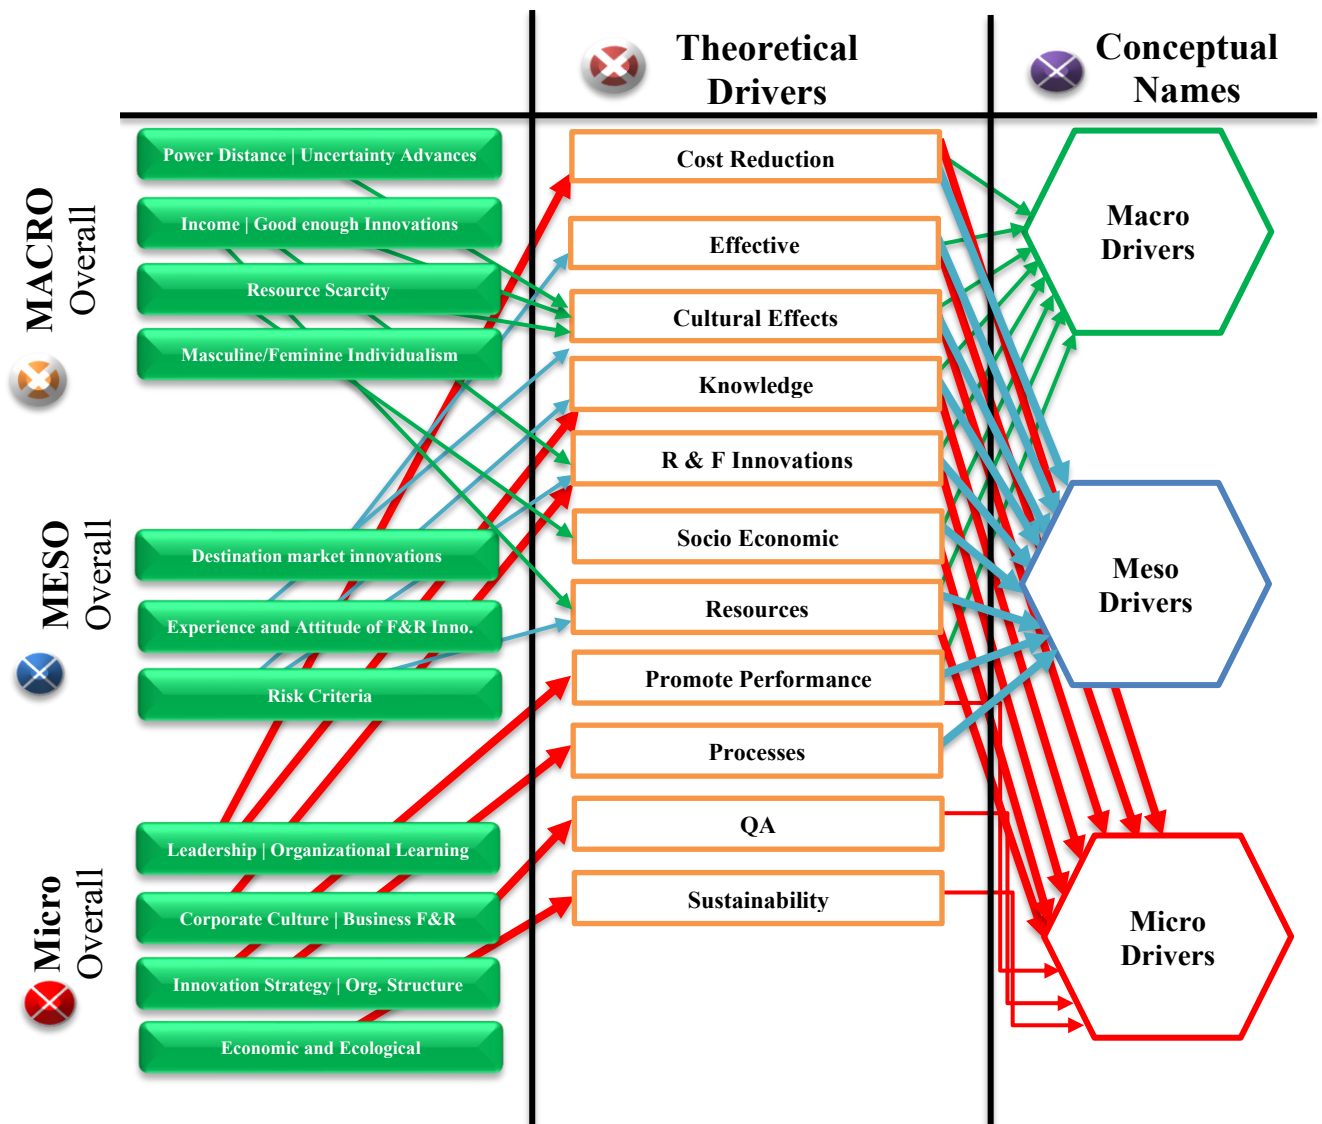 Theoretical
Drivers
Conceptual
Names
MACRO
Overall
Power Distance | Uncertainty Advances
Income | Good enough Innovations
Resource Scarcity
Masculine/Feminine Individualism
MESO
Overall
Destination market innovations
Experience and Attitude of F&R Inno.
Risk Criteria
Micro
Overall
Leadership | Organizational Learning
Corporate Culture | Business F&R
Innovation Strategy | Org. Structure
Economic and Ecological
Cost Reduction
Effective
Cultural Effects
Knowledge
R & F Innovations
Socio Economic
Resources
Promote Performance
Processes
QA
Sustainability
Macro
Drivers
Meso
Drivers
Micro
Drivers